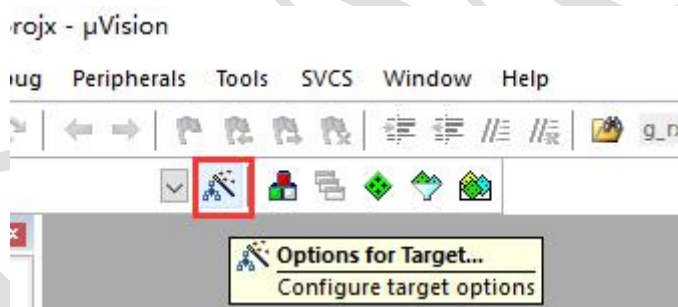 rojx - µVision
ug Peripherals Tools SVCS Window Help
g_r
Options for Target...
Configure target options